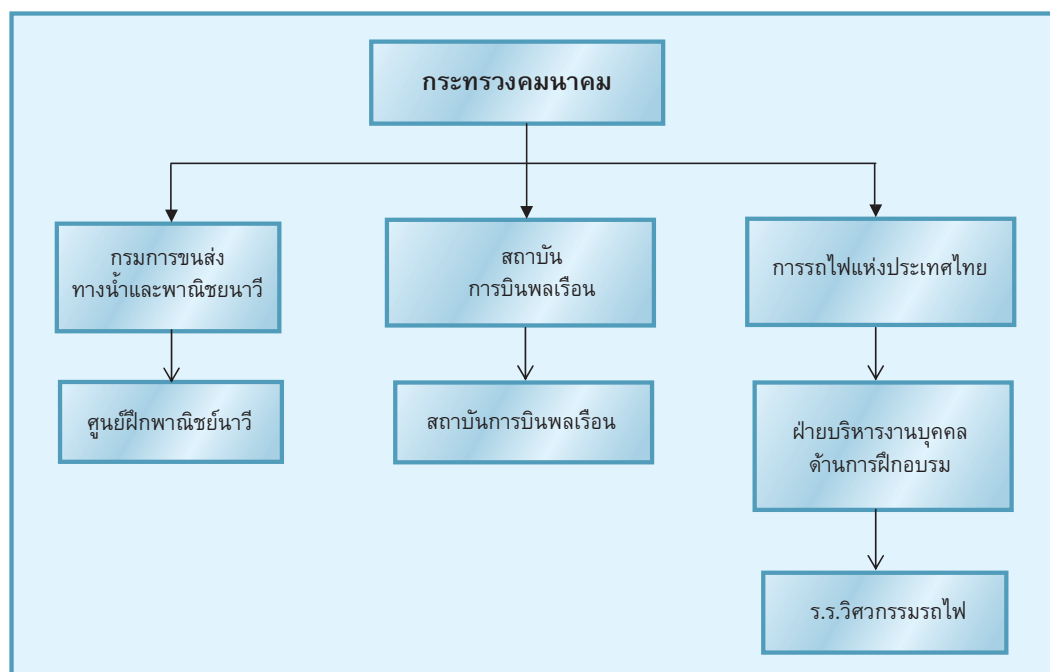 กระทรวงคมนาคม
กรมการขนส่ง
ทางน้ำและพาณิชยนาวี
สถาบัน
การบินพลเรือน
การรถไฟแห่งประเทศไทย
ศูนย์ฝึกพาณิชย์นาวี
สถาบันการบินพลเรือน
ฝ่ายบริหารงานบุคคล
ด้านการฝึกอบรม
ร.ร.วิศวกรรมรถไฟ